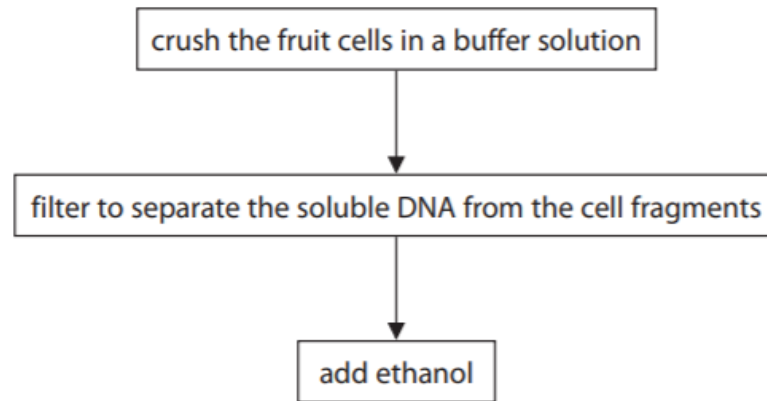 crush the fruit cells in a buffer solution
filter to separate the soluble DNA from the cell fragments
add ethanol